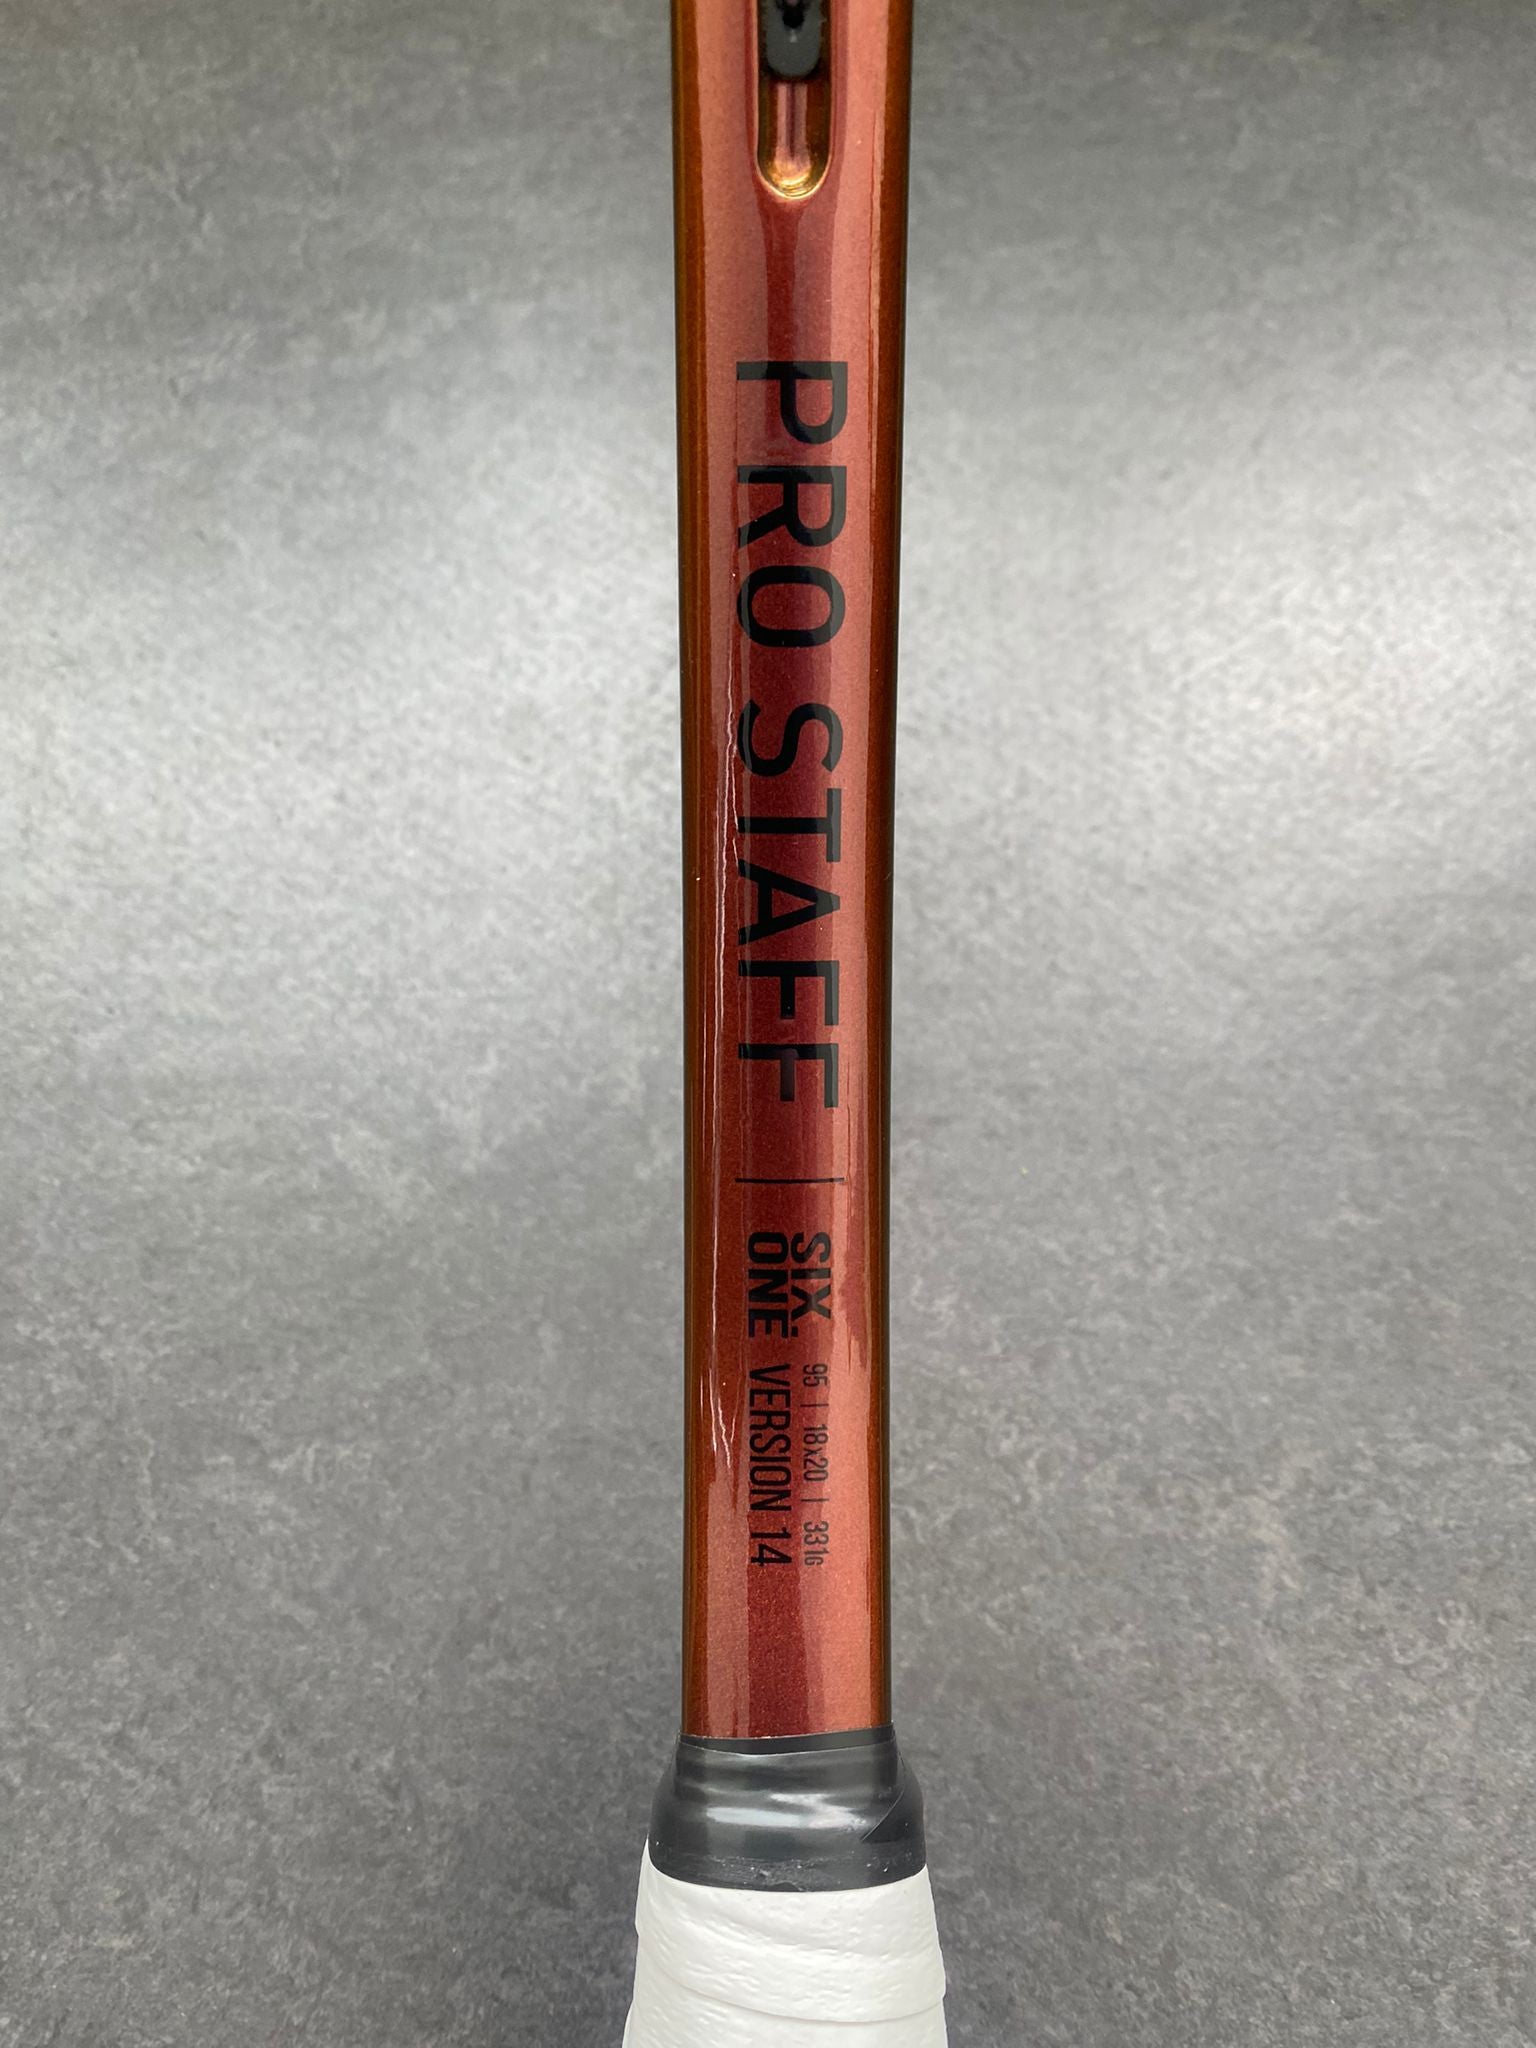 PRO STAFF | SIX.ONE.
95 | 18x20 | 331G
VERSION 14